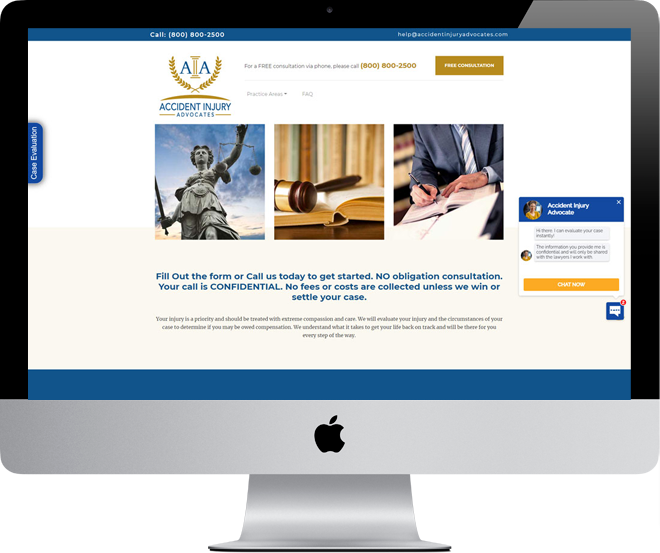 Call: (800) 800-2500
help@accidentinjuryadvocates.com
AIA
ACCIDENT INJURY
ADVOCATES
For a FREE consultation via phone, please call (800) 800-2500
FREE CONSULTATION
Practice Areas
FAQ
Case Evaluation
Accident Injury
Advocate
Hi there. I can evaluate your case
instantly!
The information you provide me is
confidential and will only be shared
with the lawyers I work with.
CHAT NOW
Fill Out the form or Call us today to get started. NO obligation consultation.
Your call is CONFIDENTIAL. No fees or costs are collected unless we win or
settle your case.
Your injury is a priority and should be treated with extreme compassion and care. We will evaluate your injury and the circumstances of your
case to determine if you may be owed compensation. We understand what it takes to get your life back on track and will be there for you
every step of the way.